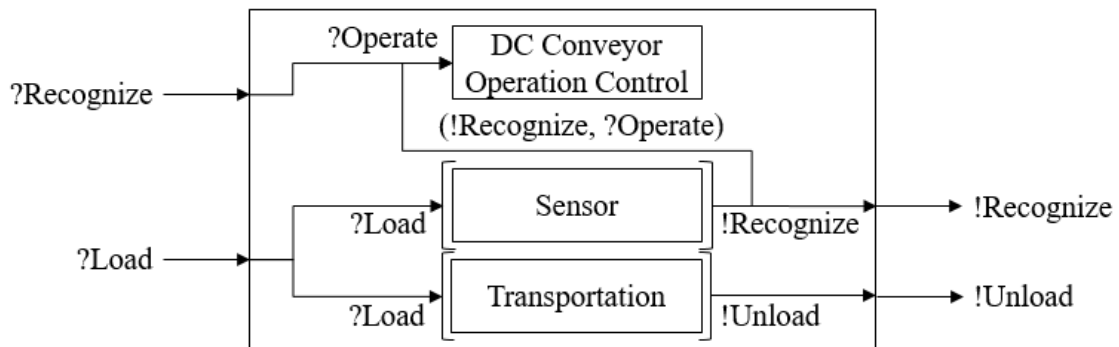 ?Operate
DC Conveyor
Operation Control
?Recognize
(!Recognize, ?Operate)
Sensor
?Load
!Recognize
!Recognize
?Load
Transportation
?Load
!Unload
!Unload